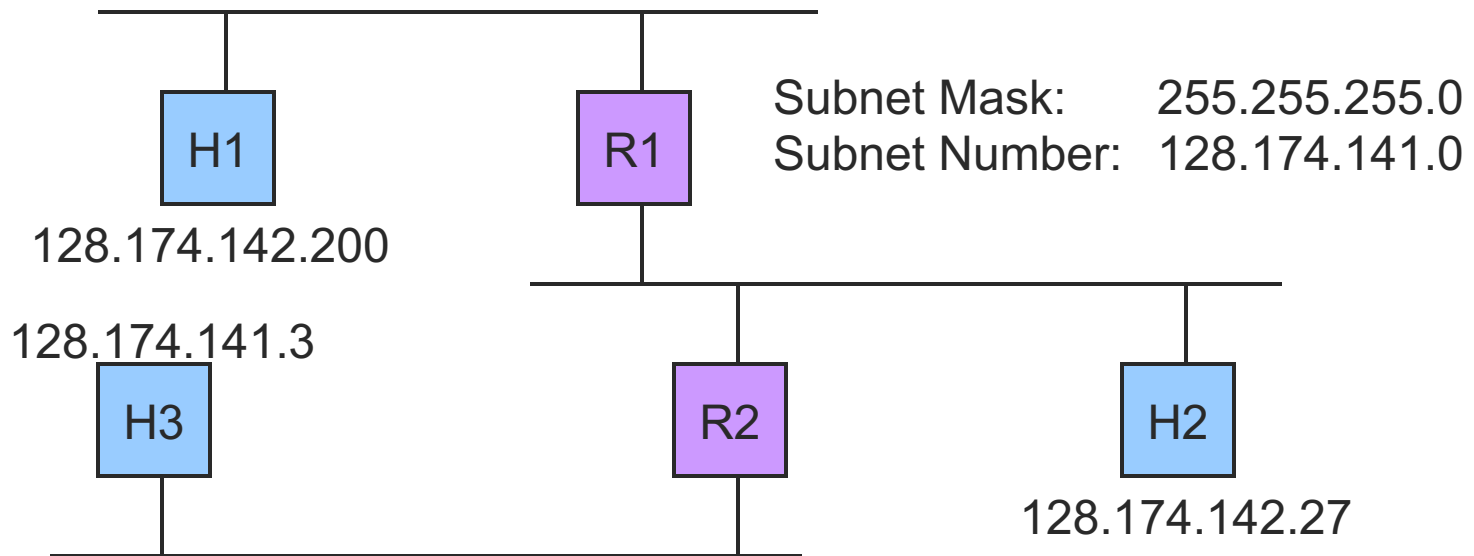 Subnet Mask: 255.255.255.0
H1
R1
Subnet Number: 128.174.141.0
128.174.142.200
128.174.141.3
H3
R2
H2
128.174.142.27